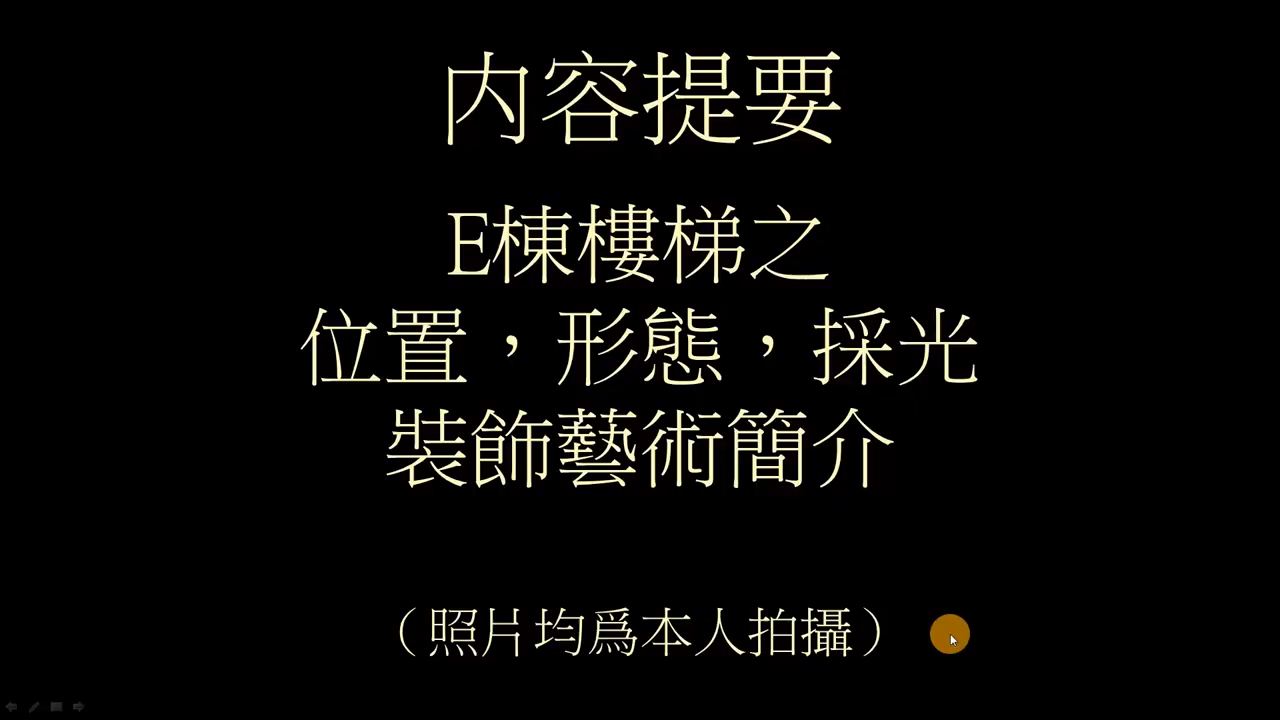 内容提要
E棟樓梯之
位置，形態，採光
裝飾藝術簡介
（照片均爲本人拍攝）